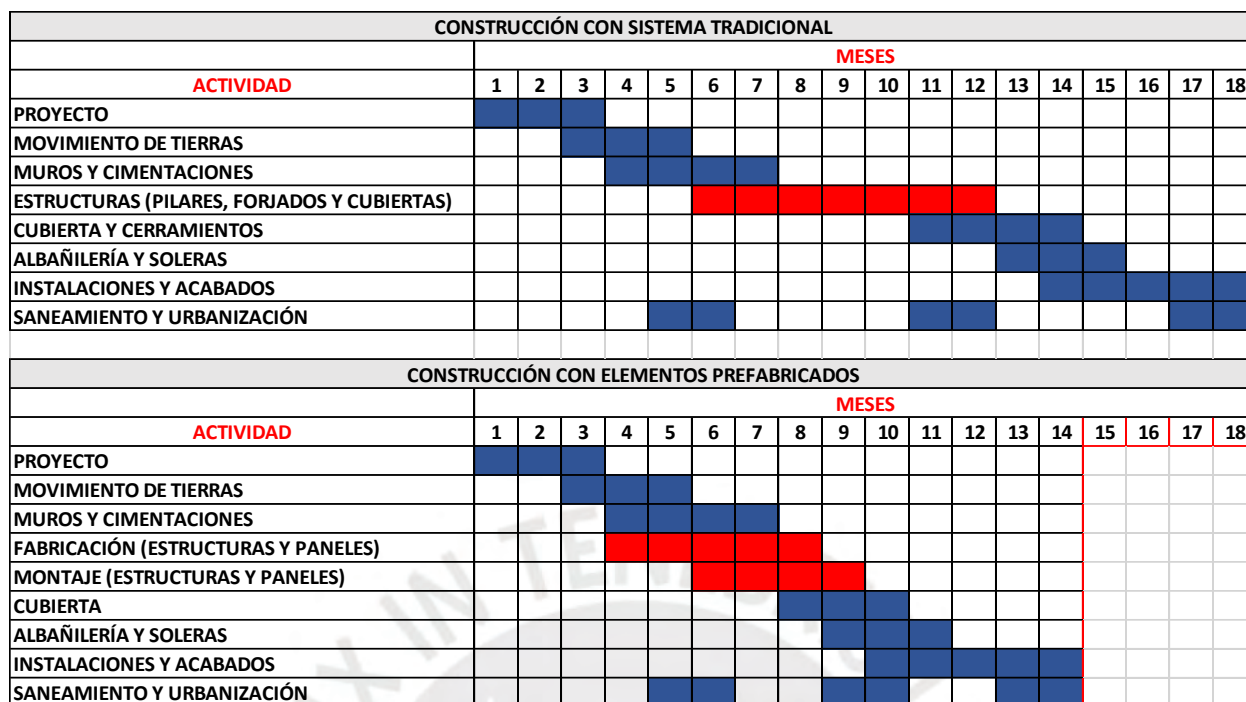 CONSTRUCCIÓN CON SISTEMA TRADICIONAL
MESES
ACTIVIDAD 1 2 3 4 5 6 7 8 9 10 11 12 13 14 15 16 17 18
PROYECTO
MOVIMIENTO DE TIERRAS
MUROS Y CIMENTACIONES
ESTRUCTURAS (PILARES, FORJADOS Y CUBIERTAS)
CUBIERTA Y CERRAMIENTOS
ALBAÑILERÍA Y SOLERAS
INSTALACIONES Y ACABADOS
SANEAMIENTO Y URBANIZACIÓN
CONSTRUCCIÓN CON ELEMENTOS PREFABRICADOS
MESES
ACTIVIDAD 1 2 3 4 5 6 7 8 9 10 11 12 13 14 15 16 17 18
PROYECTO
MOVIMIENTO DE TIERRAS
MUROS Y CIMENTACIONES
FABRICACIÓN (ESTRUCTURAS Y PANELES)
MONTAJE (ESTRUCTURAS Y PANELES)
CUBIERTA
ALBAÑILERÍA Y SOLERAS
INSTALACIONES Y ACABADOS
SANEAMIENTO Y URBANIZACIÓN